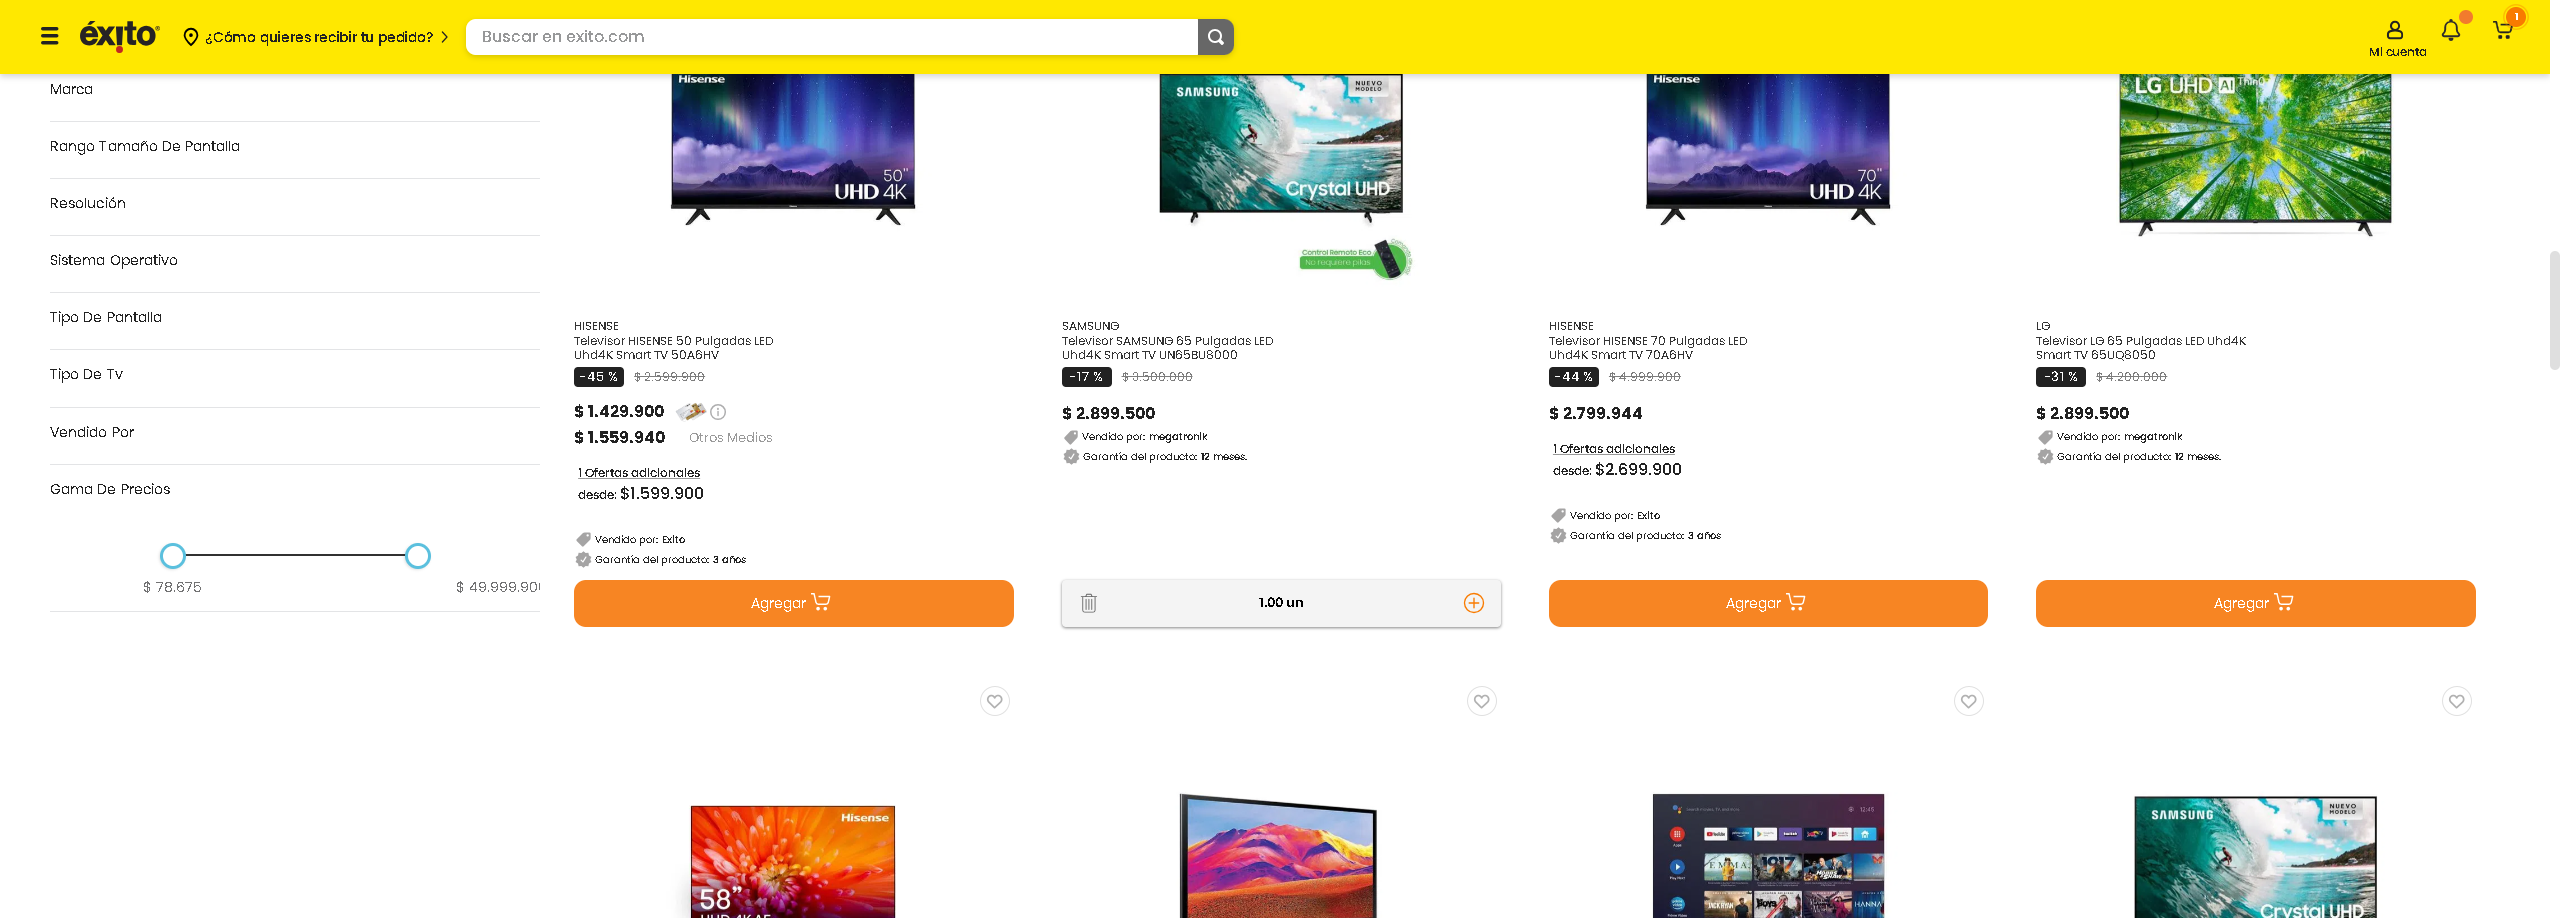 éxito
¿Cómo quieres recibir tu pedido?
Buscar en exito.com
Mi cuenta
1
Marca
Rango Tamaño De Pantalla
Resolución
Sistema Operativo
Tipo De Pantalla
Tipo De Tv
Vendido Por
Gama De Precios
$ 78.675
Hisense
50"
UHD 4K
HISENSE
Televisor HISENSE 50 Pulgadas LED
Uhd4K Smart TV 50A6HV
-45 %
$ 2.599.900
$ 1.429.900
$ 1.559.940 Otros Medios
1 Ofertas adicionales
desde: $1.599.900
Vendido por: Exito
Garantía del producto: 3 años
Agregar
SAMSUNG
NUEVO
MODELO
Crystal UHD
Control Remoto Eco
No requiere pilas
SAMSUNG
Televisor SAMSUNG 65 Pulgadas LED
Uhd4K Smart TV UN65BU8000
-17 %
$ 3.500.000
$ 2.899.500
Vendido por: megatronik
Garantía del producto: 12 meses.
1.00 un
Hisense
70"
UHD 4K
HISENSE
Televisor HISENSE 70 Pulgadas LED
Uhd4K Smart TV 70A6HV
-44 %
$ 4.999.900
$ 2.799.944
1 Ofertas adicionales
desde: $2.699.900
Vendido por: Exito
Garantía del producto: 3 años
Agregar
LG UHD AI ThinQ
LG
Televisor LG 65 Pulgadas LED Uhd4K
Smart TV 65UQ8050
-31 %
$ 4.200.000
$ 2.899.500
Vendido por: megatronik
Garantía del producto: 12 meses.
Agregar
Hisense
58"
12:45
EMMA.
1017
JACK RYAN
BOYS
HANNA
SAMSUNG
NUEVO
MODELO
Crystal UHD